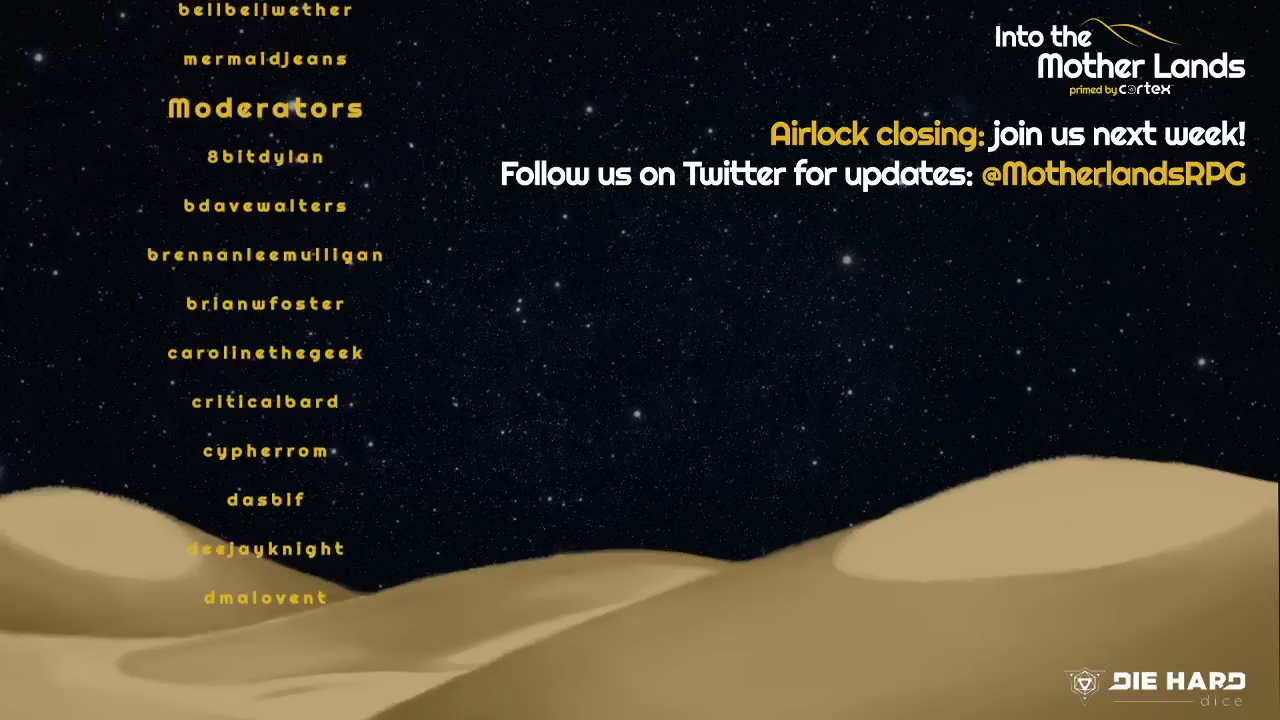 bellbellwether
mermaidjeans
Moderators
8bitdylan
bdavewalters
brennanleemulligan
brianwfoster
carolinethegeek
criticalbard
cypherrom
dasbif
deejayknight
dmalovent
Into the
Mother Lands
primed by cortex
Airlock closing: join us next week!
Follow us on Twitter for updates: @MotherlandsRPG
DIE HARD
dice